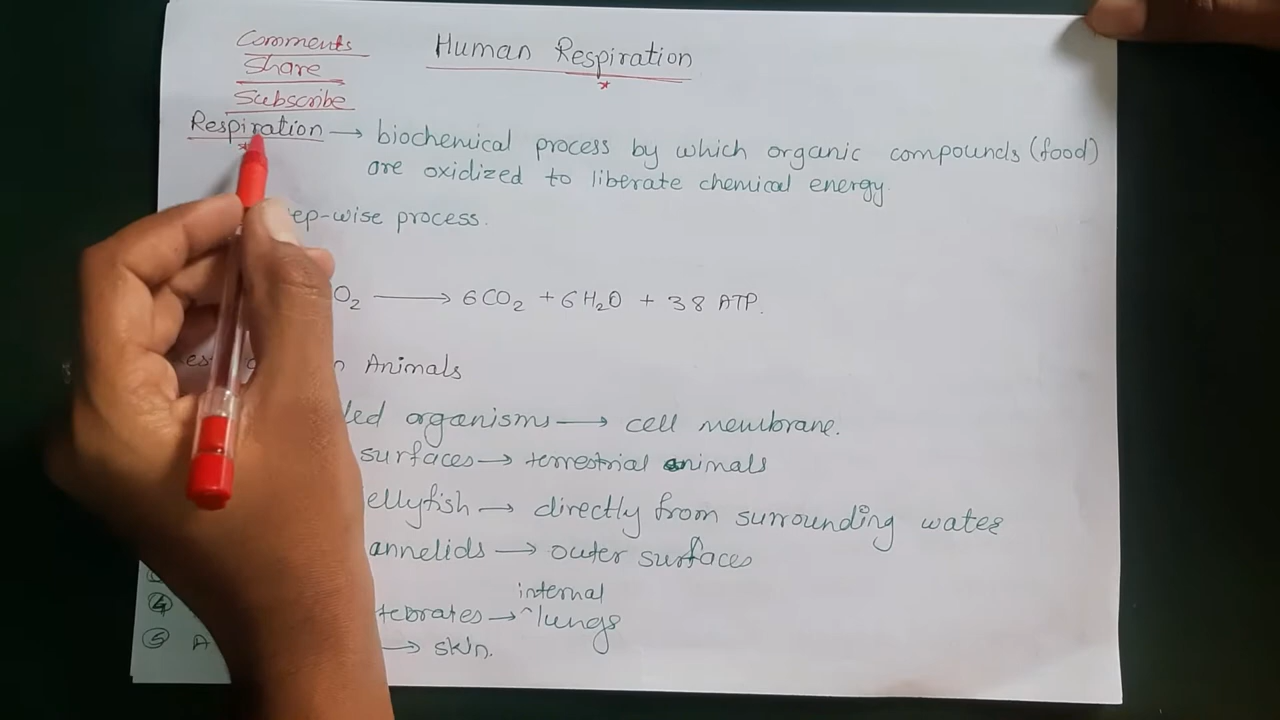 Comments
Share
Subscribe
Human Respiration
Respiration → biochemical process by which organic compounds (food)
are oxidized to liberate chemical energy.
ep-wise process.
O₂ → 6CO₂ + 6H₂O + 38 ATP.
Animals
led organisms → cell membrane.
surfaces → terrestrial animals
ellyfish → directly from surrounding water
annelids → outer surfaces
internal
④ tebrates → ^lungs
⑤ A → skin.